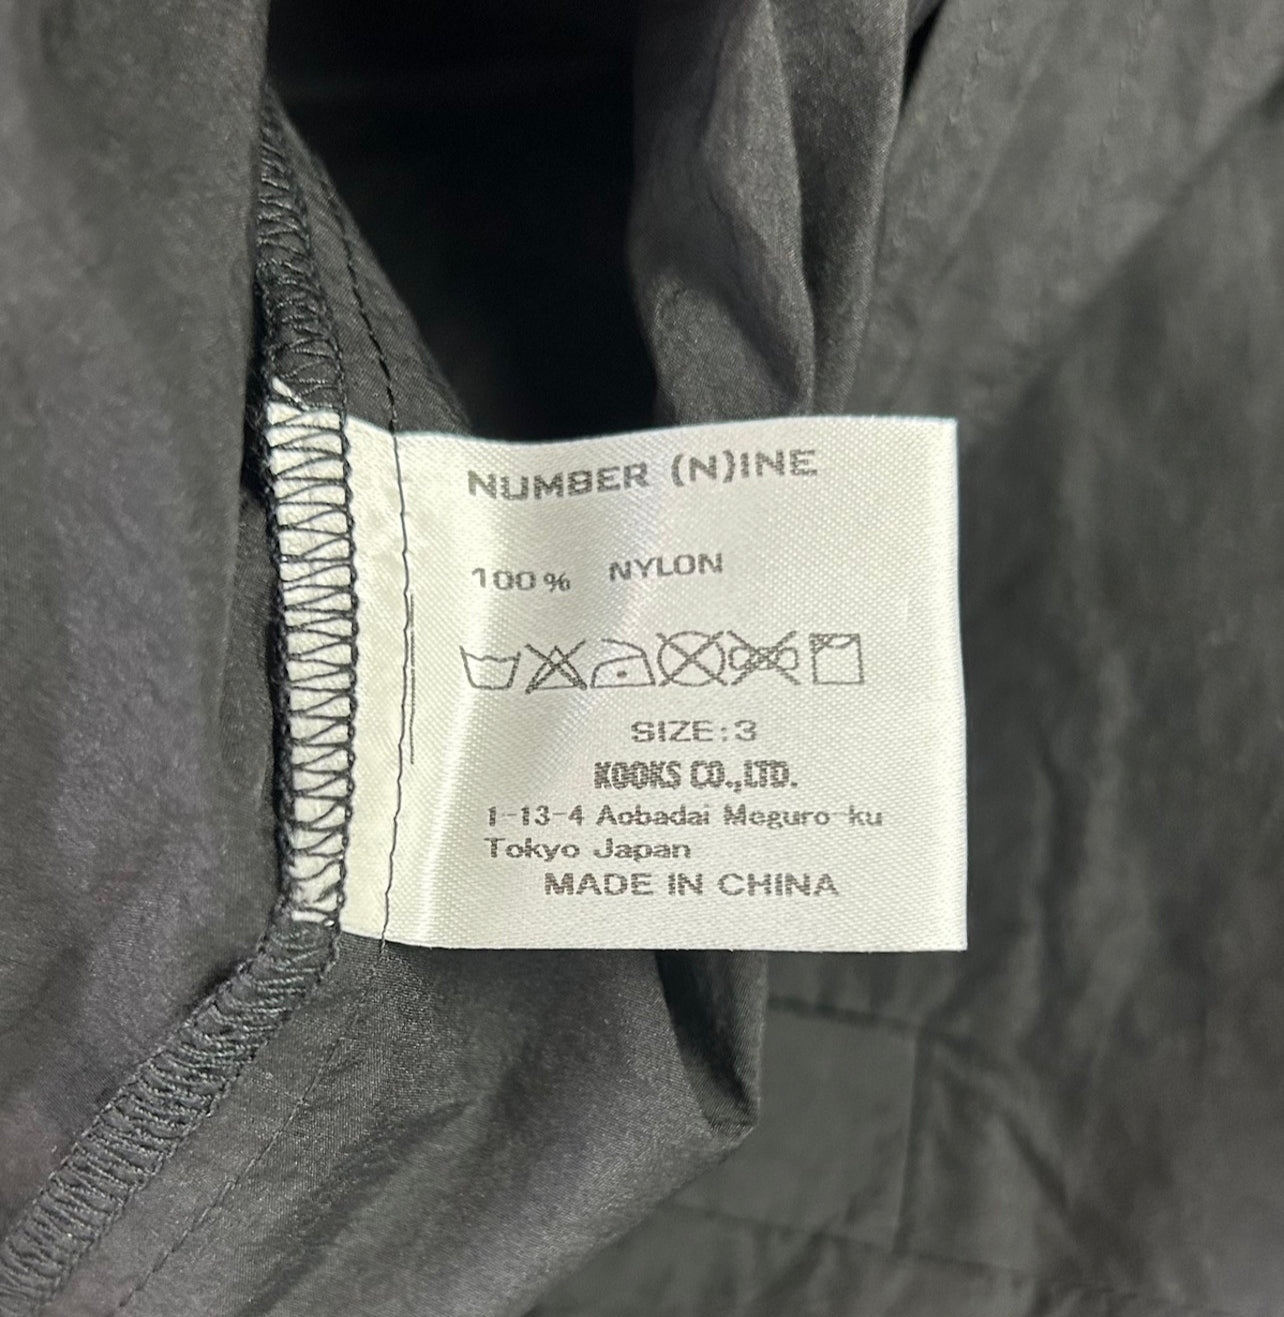 NUMBER (N)INE
100% NYLON
SIZE:3
KOOKS CO.,LTD.
1-13-4 Aobadai Meguro-ku
Tokyo Japan
MADE IN CHINA